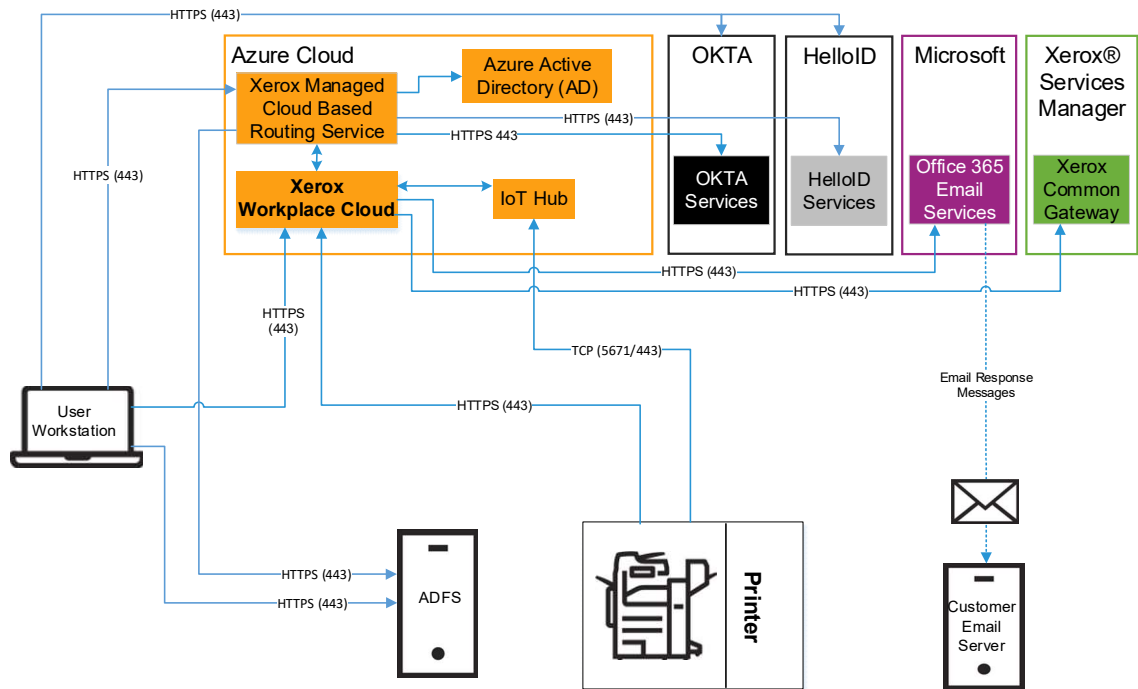 HTTPS (443)
Azure Cloud
OKTA
HelloID
Microsoft
Xerox®
Services
Manager
Xerox Managed
Cloud Based
Routing Service
Azure Active
Directory (AD)
HTTPS (443)
HTTPS 443
HTTPS (443)
Xerox
Workplace Cloud
IoT Hub
OKTA
Services
HelloID
Services
Office 365
Email
Services
Xerox
Common
Gateway
HTTPS (443)
HTTPS (443)
HTTPS
(443)
TCP (5671/443)
Email Response
Messages
User
Workstation
HTTPS (443)
HTTPS (443)
HTTPS (443)
ADFS
Printer
Customer
Email
Server